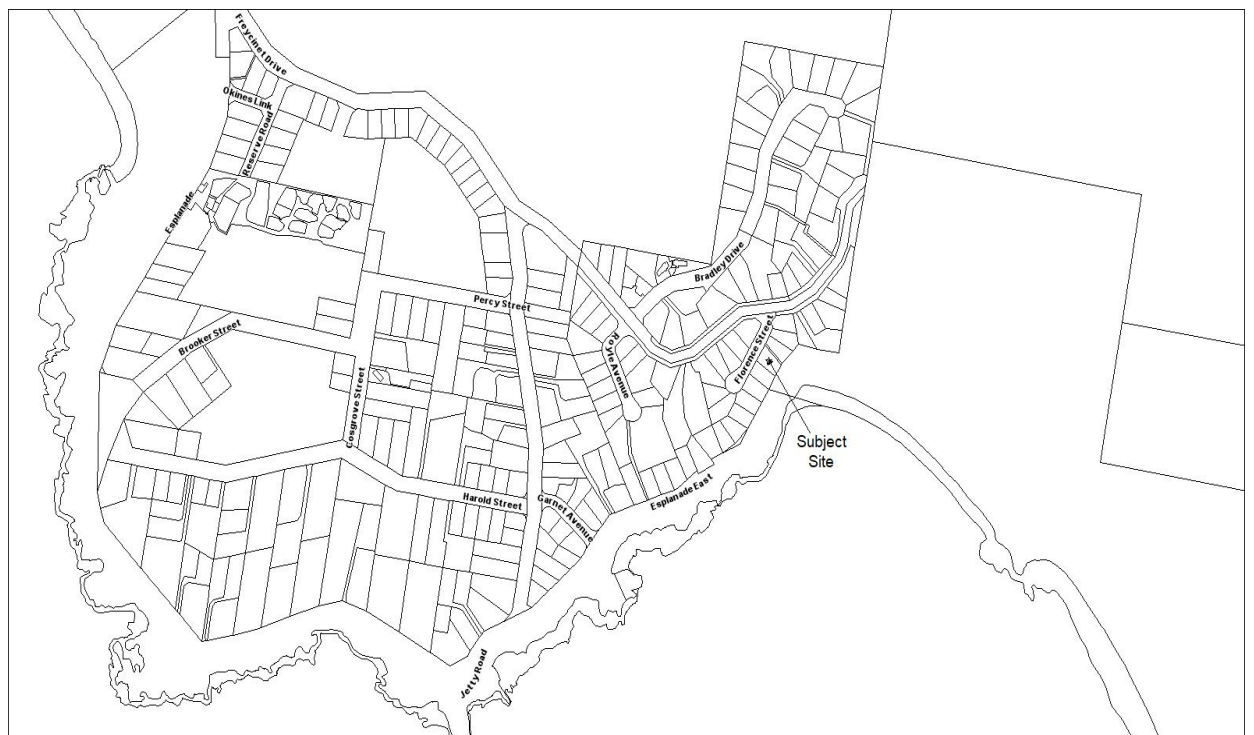 Freycinet Drive
Okines Link
Reserve Road
Esplanade
Bradley Drive
Percy Street
Brooker Street
Royle Avenue
Florence Street
Cosgrove Street
Subject
Site
Harold Street
Garnet Avenue
Esplanade East
Jetty Road